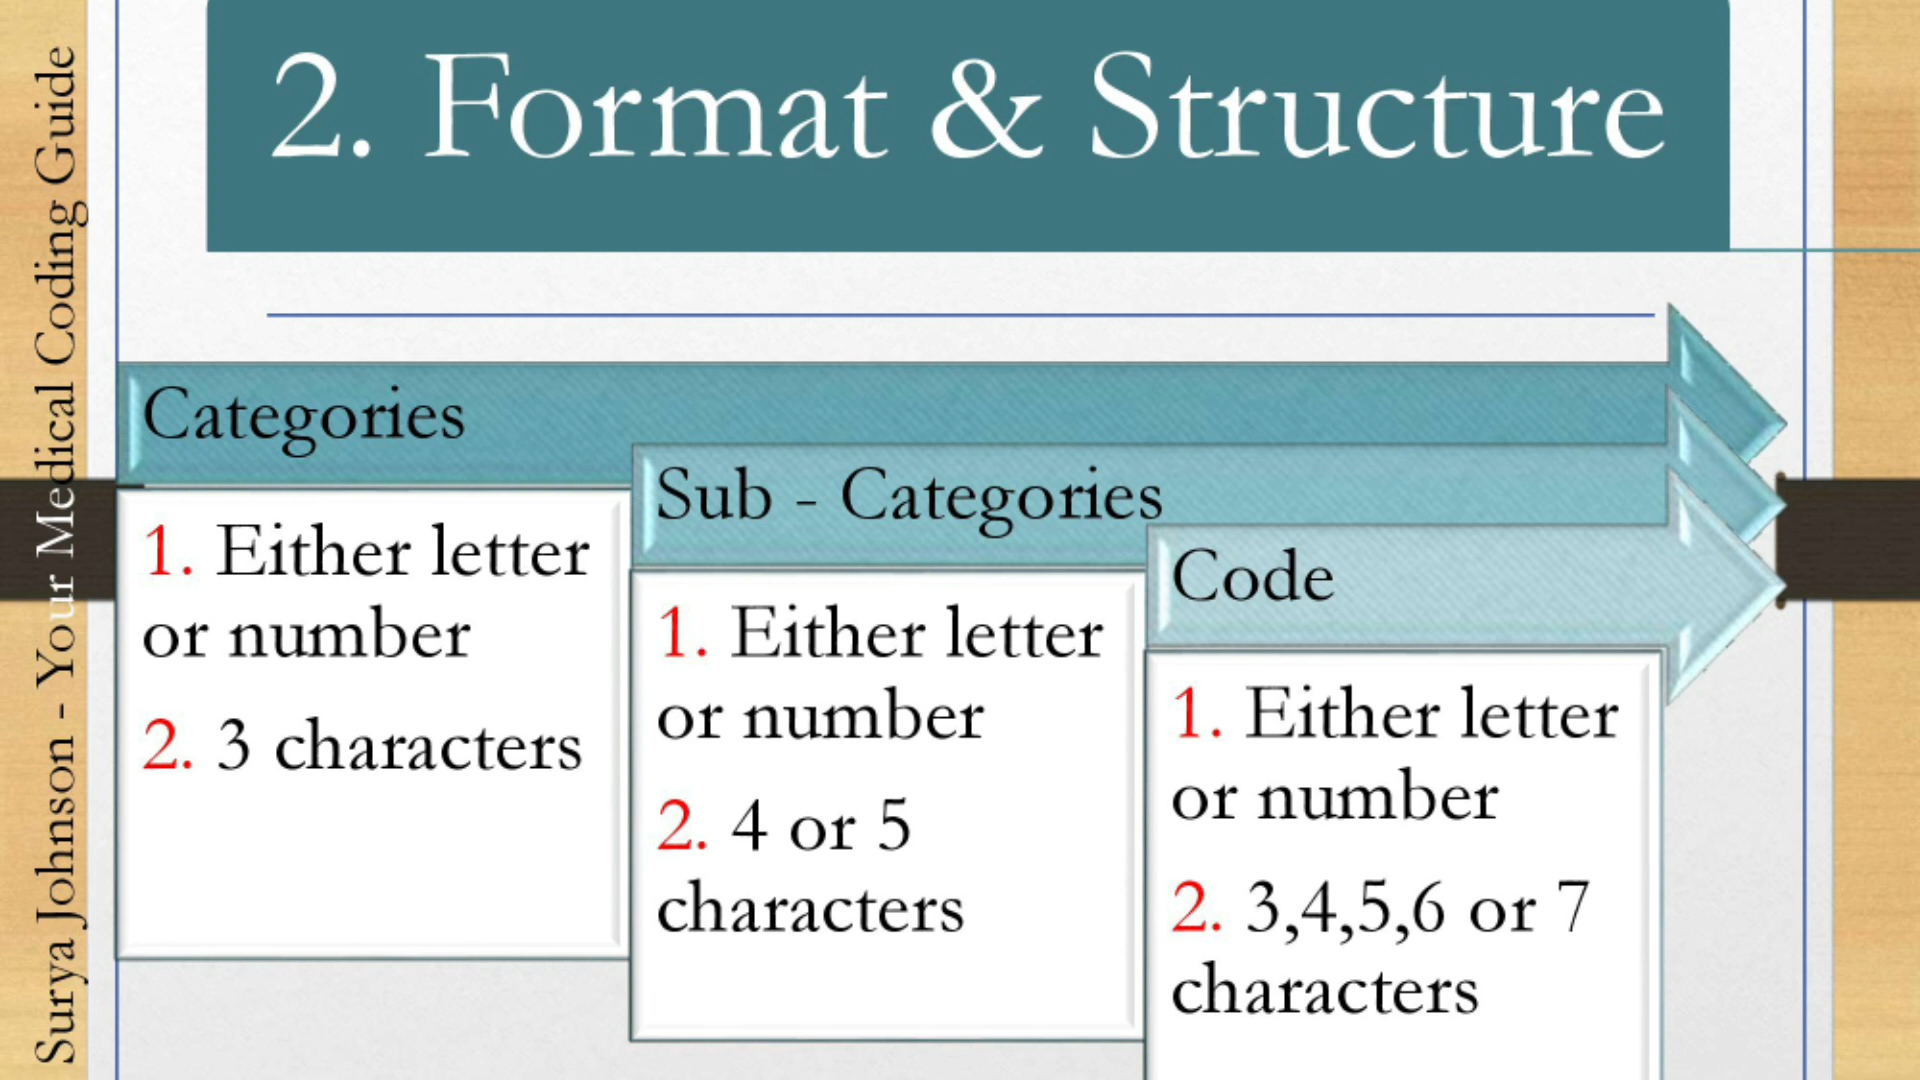 2. Format & Structure
Categories
1. Either letter
or number
2. 3 characters
Sub - Categories
1. Either letter
or number
2. 4 or 5
characters
Code
1. Either letter
or number
2. 3,4,5,6 or 7
characters
Surya Johnson - Your Medical Coding Guide